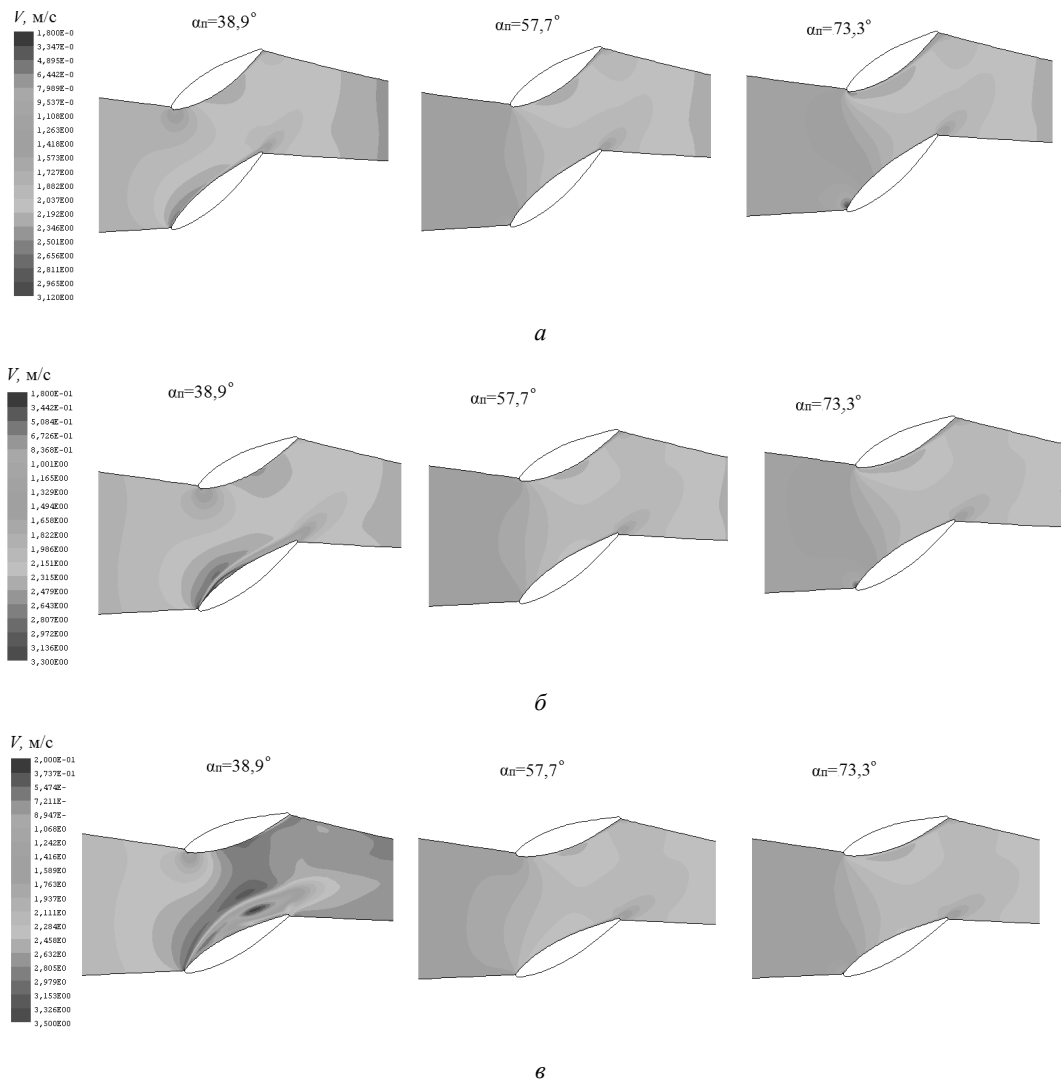 V, м/с
αп=38,9°
αп=57,7°
αп=73,3°
1,800E-0
3,347E-0
4,895E-0
6,442E-0
7,989E-0
9,537E-0
1,108E00
1,263E00
1,418E00
1,573E00
1,727E00
1,882E00
2,037E00
2,192E00
2,346E00
2,501E00
2,656E00
2,811E00
2,965E00
3,120E00
а
V, м/с
αп=38,9°
αп=57,7°
αп=73,3°
1,800E-01
3,442E-01
5,084E-01
6,726E-01
8,368E-01
1,001E00
1,165E00
1,329E00
1,494E00
1,658E00
1,822E00
1,986E00
2,151E00
2,315E00
2,479E00
2,643E00
2,807E00
2,972E00
3,136E00
3,300E00
б
V, м/с
αп=38,9°
αп=57,7°
αп=73,3°
2,000E-01
3,737E-01
5,474E-
7,211E-
8,947E-
1,068E0
1,242E0
1,416E0
1,589E0
1,763E0
1,937E0
2,111E0
2,284E0
2,458E0
2,632E0
2,805E0
2,979E0
3,153E00
3,326E00
3,500E00
в